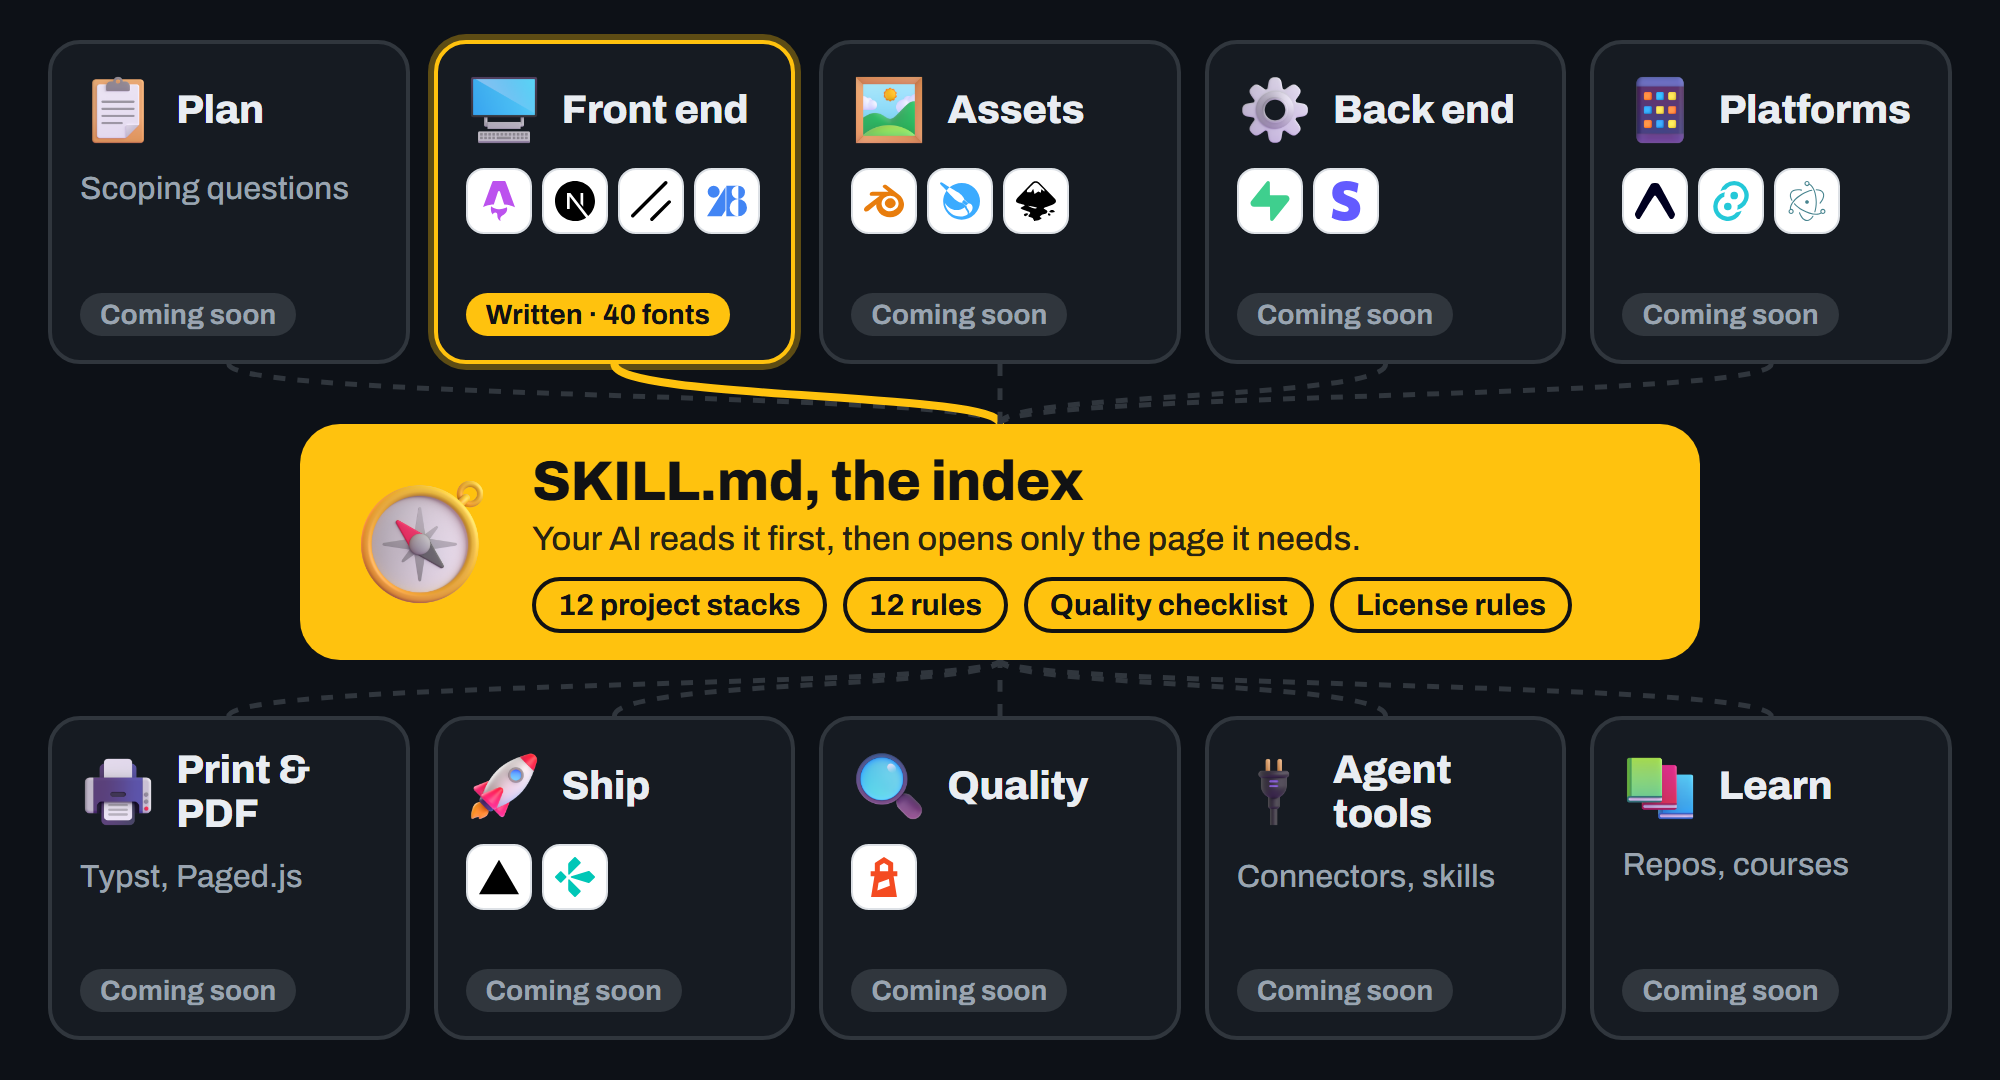 Plan
Scoping questions
Coming soon
Front end
Written · 40 fonts
Assets
Coming soon
Back end
Coming soon
Platforms
Coming soon
SKILL.md, the index
Your AI reads it first, then opens only the page it needs.
12 project stacks
12 rules
Quality checklist
License rules
Print &
PDF
Typst, Paged.js
Coming soon
Ship
Coming soon
Quality
Coming soon
Agent
tools
Connectors, skills
Coming soon
Learn
Repos, courses
Coming soon